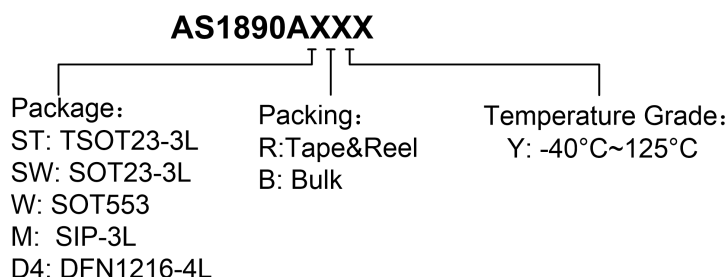 AS1890AXXX
Package：
ST: TSOT23-3L
SW: SOT23-3L
W: SOT553
M: SIP-3L
D4: DFN1216-4L
Packing：
R:Tape&Reel
B: Bulk
Temperature Grade：
Y: -40°C~125°C